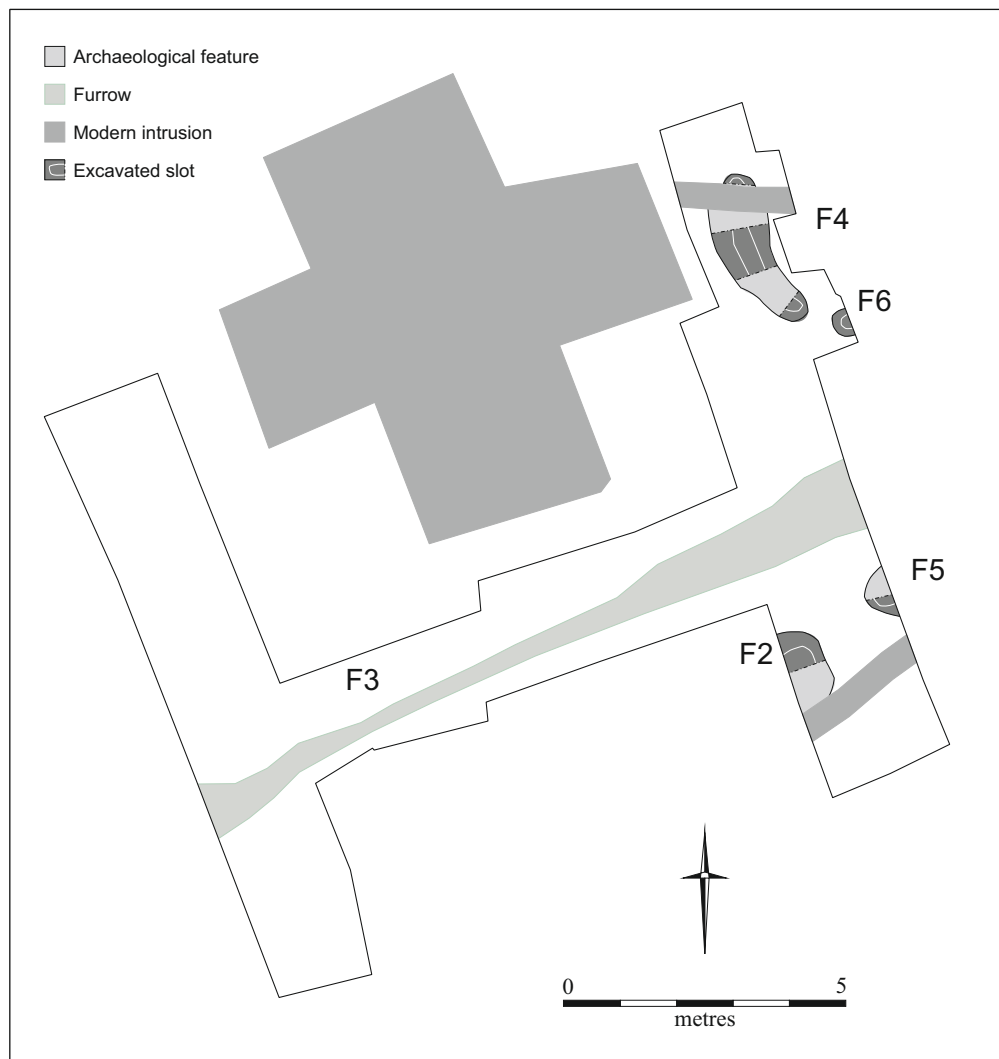 Archaeological feature
Furrow
Modern intrusion
Excavated slot
F4
F6
F5
F2
F3
0 5
metres